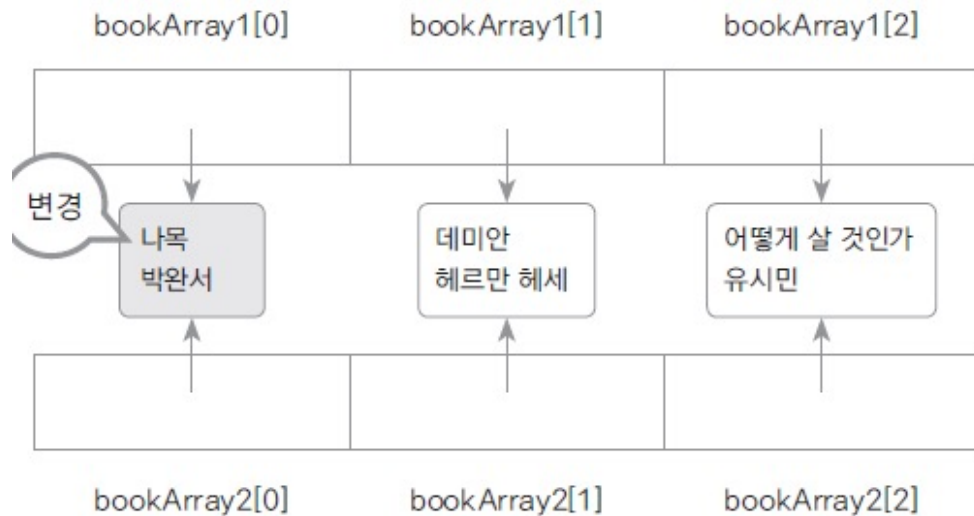 bookArray1[0] bookArray1[1] bookArray1[2]
변경
나목
박완서
데미안
헤르만 헤세
어떻게 살 것인가
유시민
bookArray2[0] bookArray2[1] bookArray2[2]